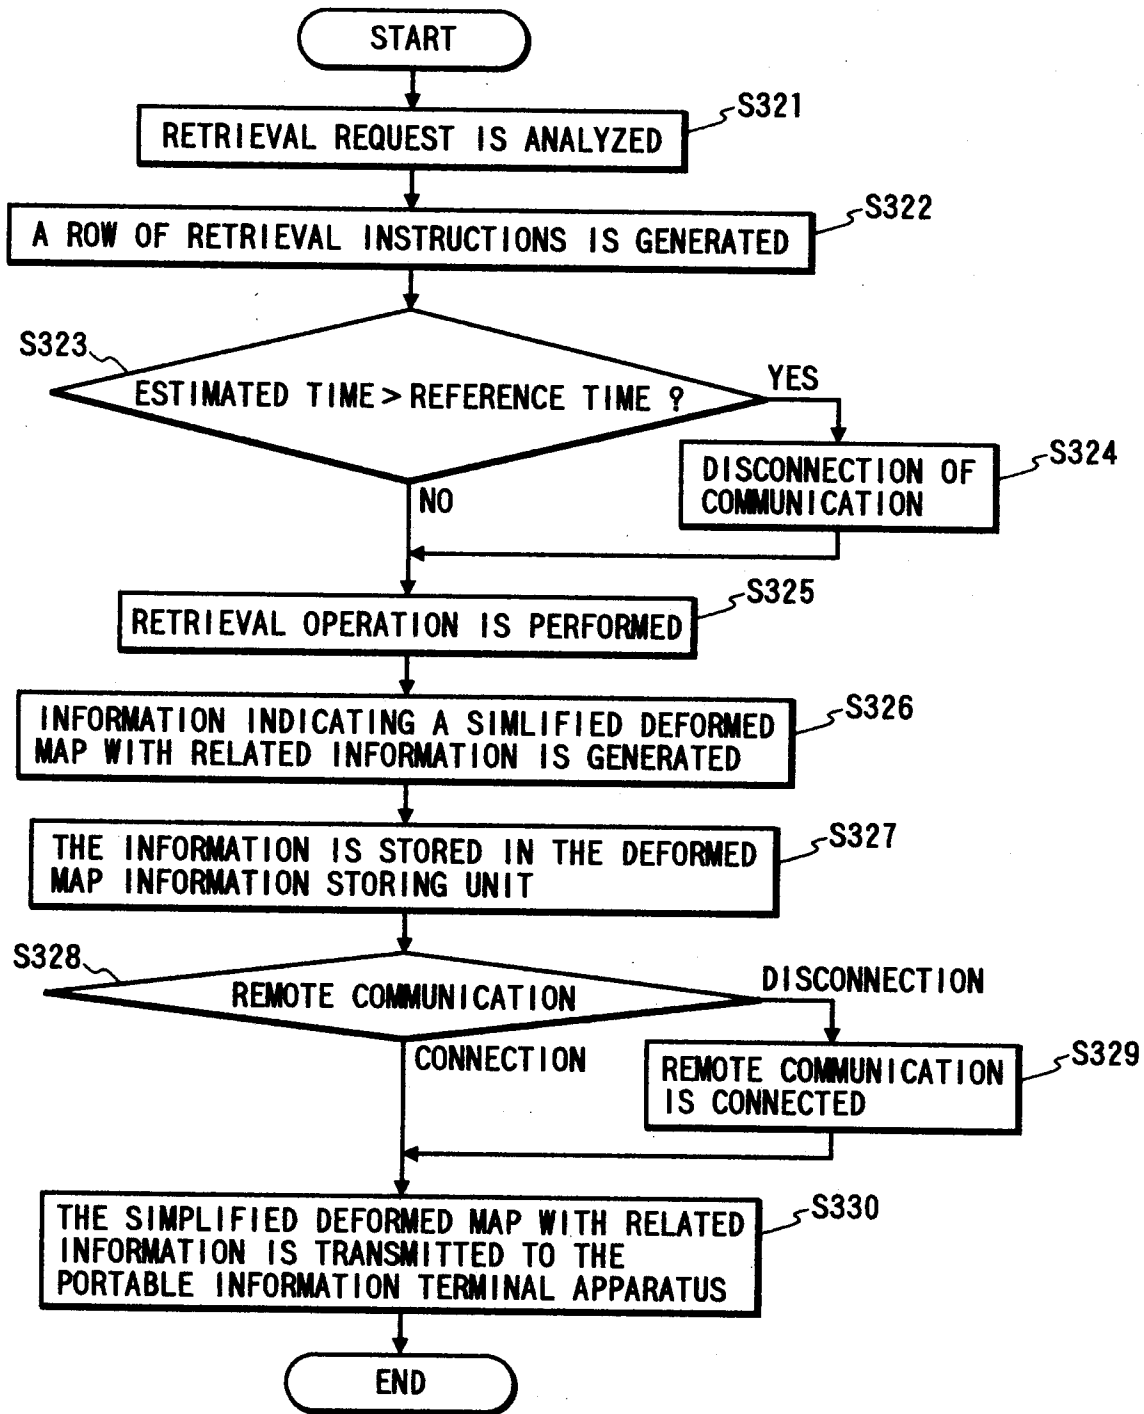 START
S321
RETRIEVAL REQUEST IS ANALYZED
S322
A ROW OF RETRIEVAL INSTRUCTIONS IS GENERATED
S323
ESTIMATED TIME > REFERENCE TIME ?
YES
S324
DISCONNECTION OF
COMMUNICATION
NO
S325
RETRIEVAL OPERATION IS PERFORMED
S326
INFORMATION INDICATING A SIMLIFIED DEFORMED
MAP WITH RELATED INFORMATION IS GENERATED
S327
THE INFORMATION IS STORED IN THE DEFORMED
MAP INFORMATION STORING UNIT
S328
REMOTE COMMUNICATION
DISCONNECTION
CONNECTION
S329
REMOTE COMMUNICATION
IS CONNECTED
S330
THE SIMPLIFIED DEFORMED MAP WITH RELATED
INFORMATION IS TRANSMITTED TO THE
PORTABLE INFORMATION TERMINAL APPARATUS
END